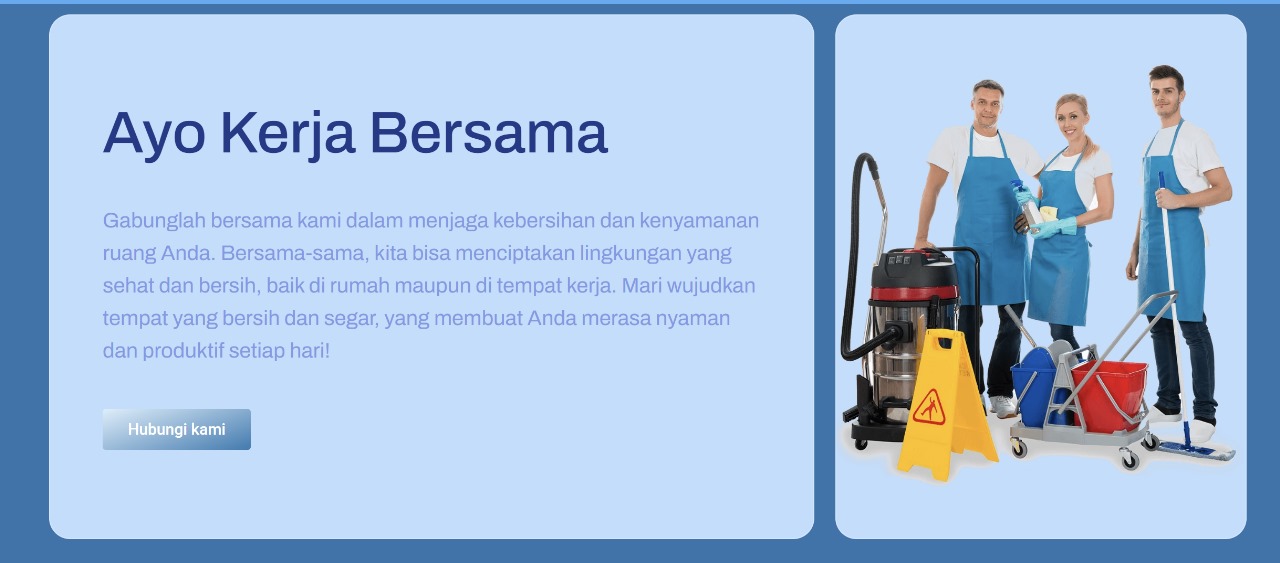 Ayo Kerja Bersama
Gabunglah bersama kami dalam menjaga kebersihan dan kenyamanan
ruang Anda. Bersama-sama, kita bisa menciptakan lingkungan yang
sehat dan bersih, baik di rumah maupun di tempat kerja. Mari wujudkan
tempat yang bersih dan segar, yang membuat Anda merasa nyaman
dan produktif setiap hari!
Hubungi kami